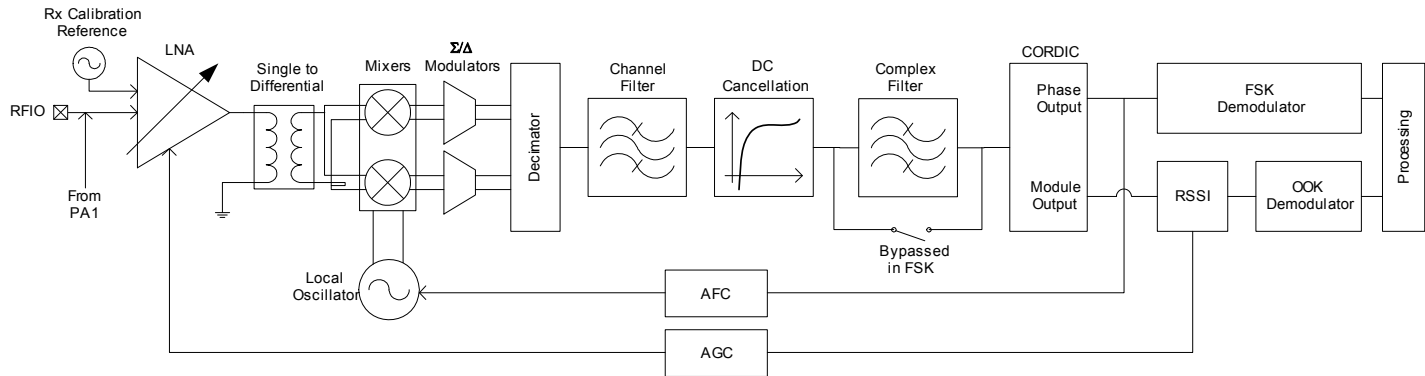 Rx Calibration
Reference
LNA
RFIO
From
PA1
Single to
Differential
Mixers
Σ/Δ
Modulators
Local
Oscillator
Decimator
Channel
Filter
DC
Cancellation
Complex
Filter
Bypassed
in FSK
CORDIC
Phase
Output
Module
Output
FSK
Demodulator
RSSI
OOK
Demodulator
Processing
AFC
AGC